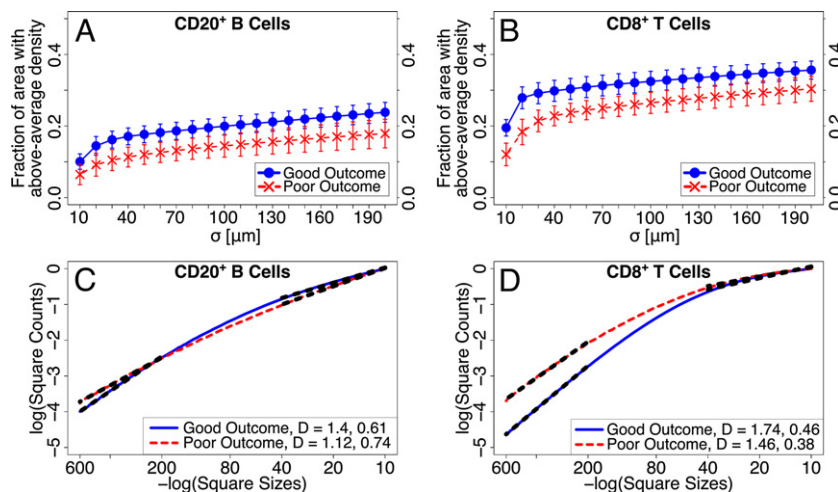 A
CD20+ B Cells
Fraction of area with
above-average density
0.4
0.2
0.0
0.4
0.2
0.0
Good Outcome
Poor Outcome
10 40 70 100 130 160 190
σ [µm]
B
CD8+ T Cells
Fraction of area with
above-average density
0.4
0.2
0.0
0.4
0.2
0.0
Good Outcome
Poor Outcome
10 40 70 100 130 160 190
σ [µm]
C
CD20+ B Cells
log(Square Counts)
0
-1
-2
-3
-4
-5
Good Outcome, D = 1.4, 0.61
Poor Outcome, D = 1.12, 0.74
600 200 80 40 20 10
−log(Square Sizes)
D
CD8+ T Cells
log(Square Counts)
0
-1
-2
-3
-4
-5
Good Outcome, D = 1.74, 0.46
Poor Outcome, D = 1.46, 0.38
600 200 80 40 20 10
−log(Square Sizes)